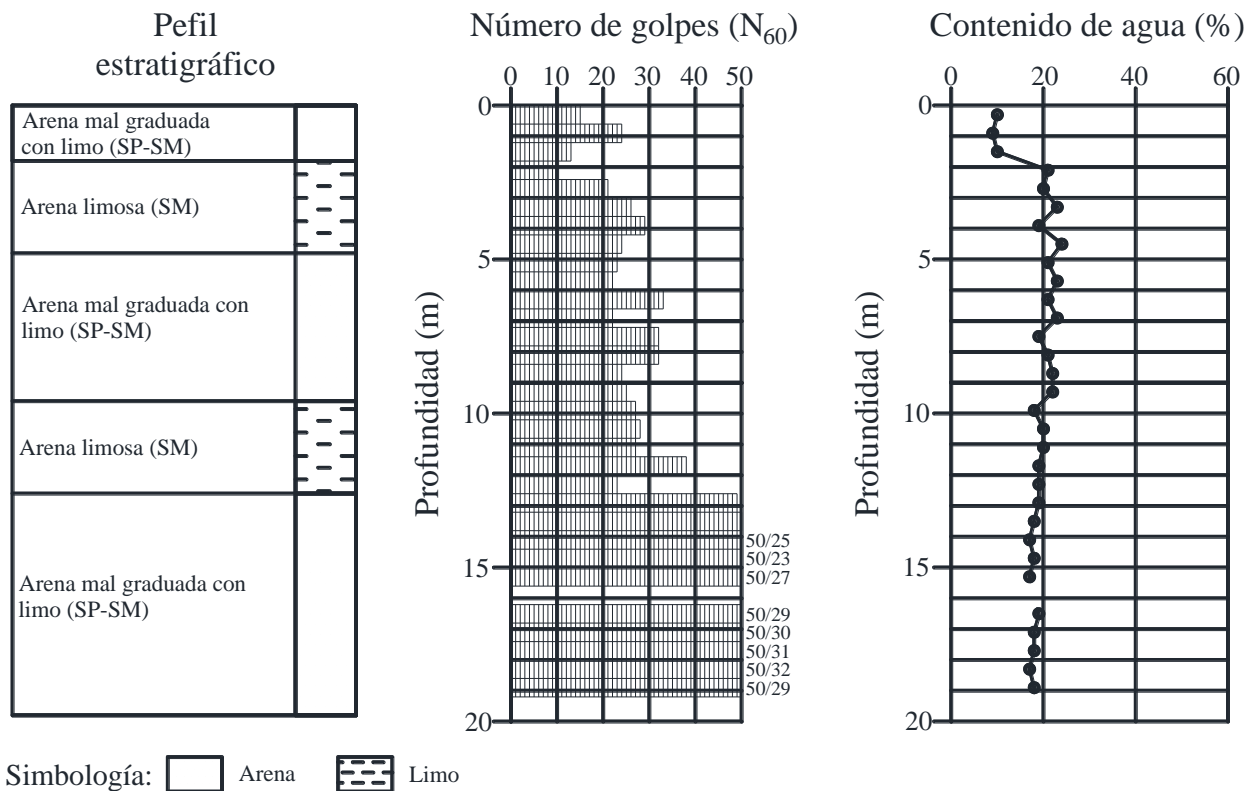 Pefil
estratigráfico
Arena mal graduada
con limo (SP-SM)
Arena limosa (SM)
Arena mal graduada con
limo (SP-SM)
Arena limosa (SM)
Arena mal graduada con
limo (SP-SM)
Simbología:
Arena
Limo
Número de golpes (N60)
0 10 20 30 40 50
Profundidad (m)
0
5
10
15
20
50/25
50/23
50/27
50/29
50/30
50/31
50/32
50/29
Contenido de agua (%)
0 20 40 60
Profundidad (m)
0
5
10
15
20